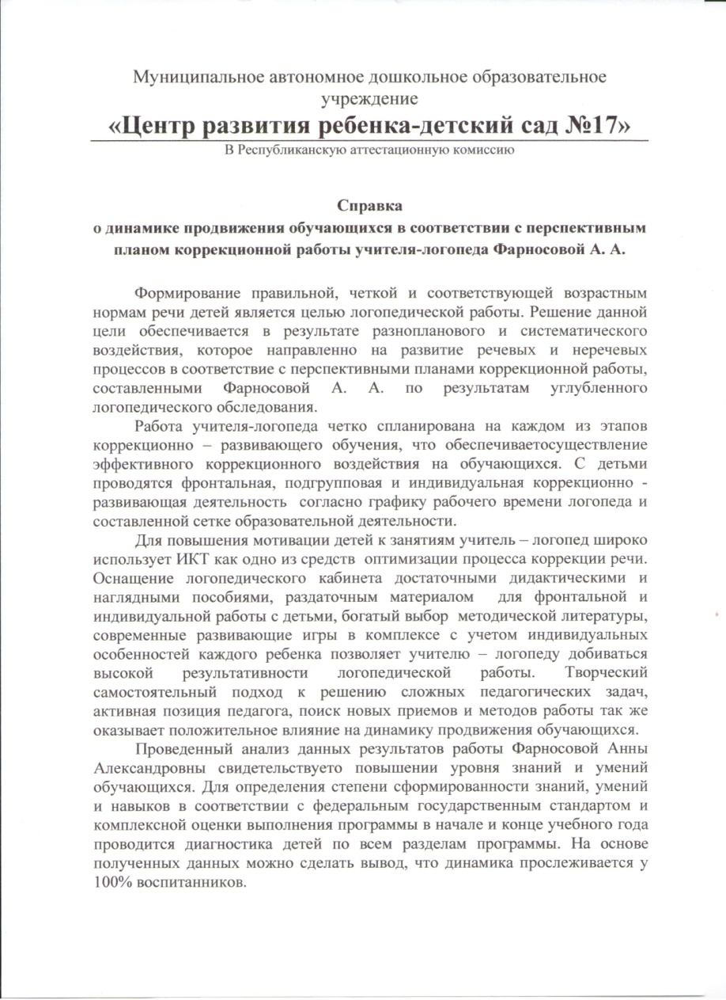 Муниципальное автономное дошкольное образовательное
учреждение
«Центр развития ребенка-детский сад №17»
В Республиканскую аттестационную комиссию
Справка
о динамике продвижения обучающихся в соответствии с перспективным
планом коррекционной работы учителя-логопеда Фарносовой А. А.
Формирование правильной, четкой и соответствующей возрастным
нормам речи детей является целью логопедической работы. Решение данной
цели обеспечивается в результате разнопланового и систематического
воздействия, которое направленно на развитие речевых и неречевых
процессов в соответствие с перспективными планами коррекционной работы,
составленными Фарносовой А. А. по результатам углубленного
логопедического обследования.
Работа учителя-логопеда четко спланирована на каждом из этапов
коррекционно – развивающего обучения, что обеспечиваетосуществление
эффективного коррекционного воздействия на обучающихся. С детьми
проводятся фронтальная, подгрупповая и индивидуальная коррекционно -
развивающая деятельность согласно графику рабочего времени логопеда и
составленной сетке образовательной деятельности.
Для повышения мотивации детей к занятиям учитель – логопед широко
использует ИКТ как одно из средств оптимизации процесса коррекции речи.
Оснащение логопедического кабинета достаточными дидактическими и
наглядными пособиями, раздаточным материалом для фронтальной и
индивидуальной работы с детьми, богатый выбор методической литературы,
современные развивающие игры в комплексе с учетом индивидуальных
особенностей каждого ребенка позволяет учителю – логопеду добиваться
высокой результативности логопедической работы. Творческий
самостоятельный подход к решению сложных педагогических задач,
активная позиция педагога, поиск новых приемов и методов работы так же
оказывает положительное влияние на динамику продвижения обучающихся.
Проведенный анализ данных результатов работы Фарносовой Анны
Александровны свидетельствуето повышении уровня знаний и умений
обучающихся. Для определения степени сформированности знаний, умений
и навыков в соответствии с федеральным государственным стандартом и
комплексной оценки выполнения программы в начале и конце учебного года
проводится диагностика детей по всем разделам программы. На основе
полученных данных можно сделать вывод, что динамика прослеживается у
100% воспитанников.